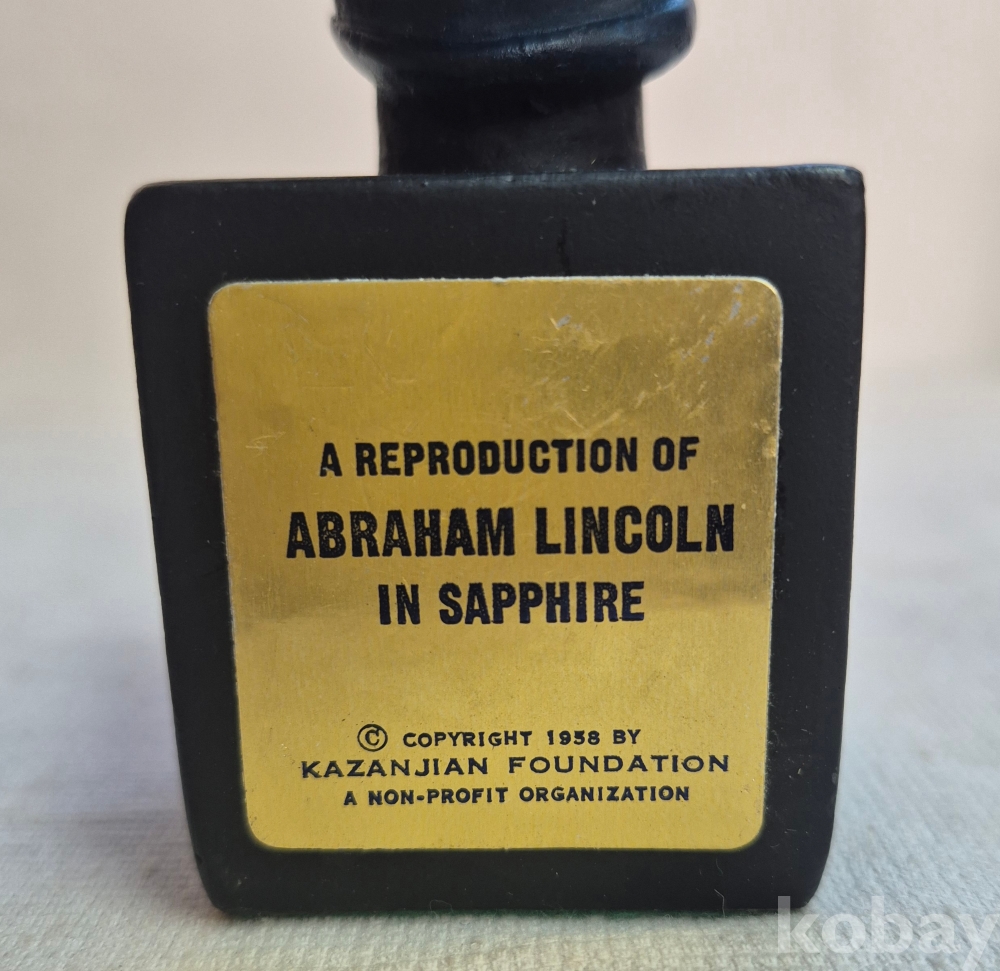 A REPRODUCTION OF
ABRAHAM LINCOLN
IN SAPPHIRE
© COPYRIGHT 1958 BY
KAZANJIAN FOUNDATION
A NON-PROFIT ORGANIZATION
kobay